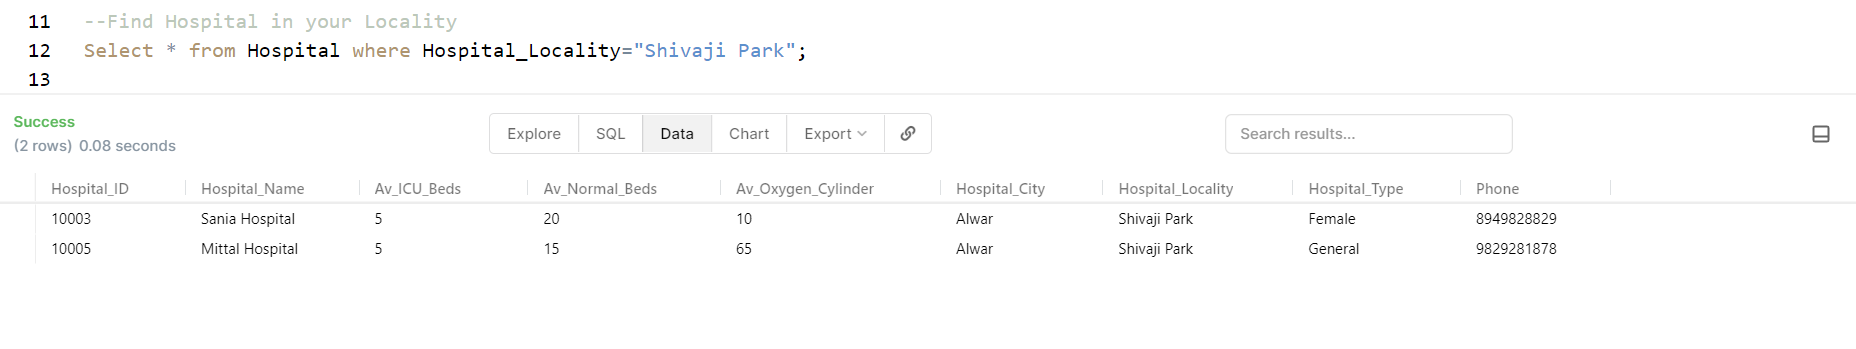 11 --Find Hospital in your Locality
12 Select * from Hospital where Hospital_Locality="Shivaji Park";
13
Success
(2 rows) 0.08 seconds
Explore SQL Data Chart Export
Search results...
Hospital_ID Hospital_Name Av_ICU_Beds Av_Normal_Beds Av_Oxygen_Cylinder Hospital_City Hospital_Locality Hospital_Type Phone
10003 Sania Hospital 5 20 10 Alwar Shivaji Park Female 8949828829
10005 Mittal Hospital 5 15 65 Alwar Shivaji Park General 9829281878